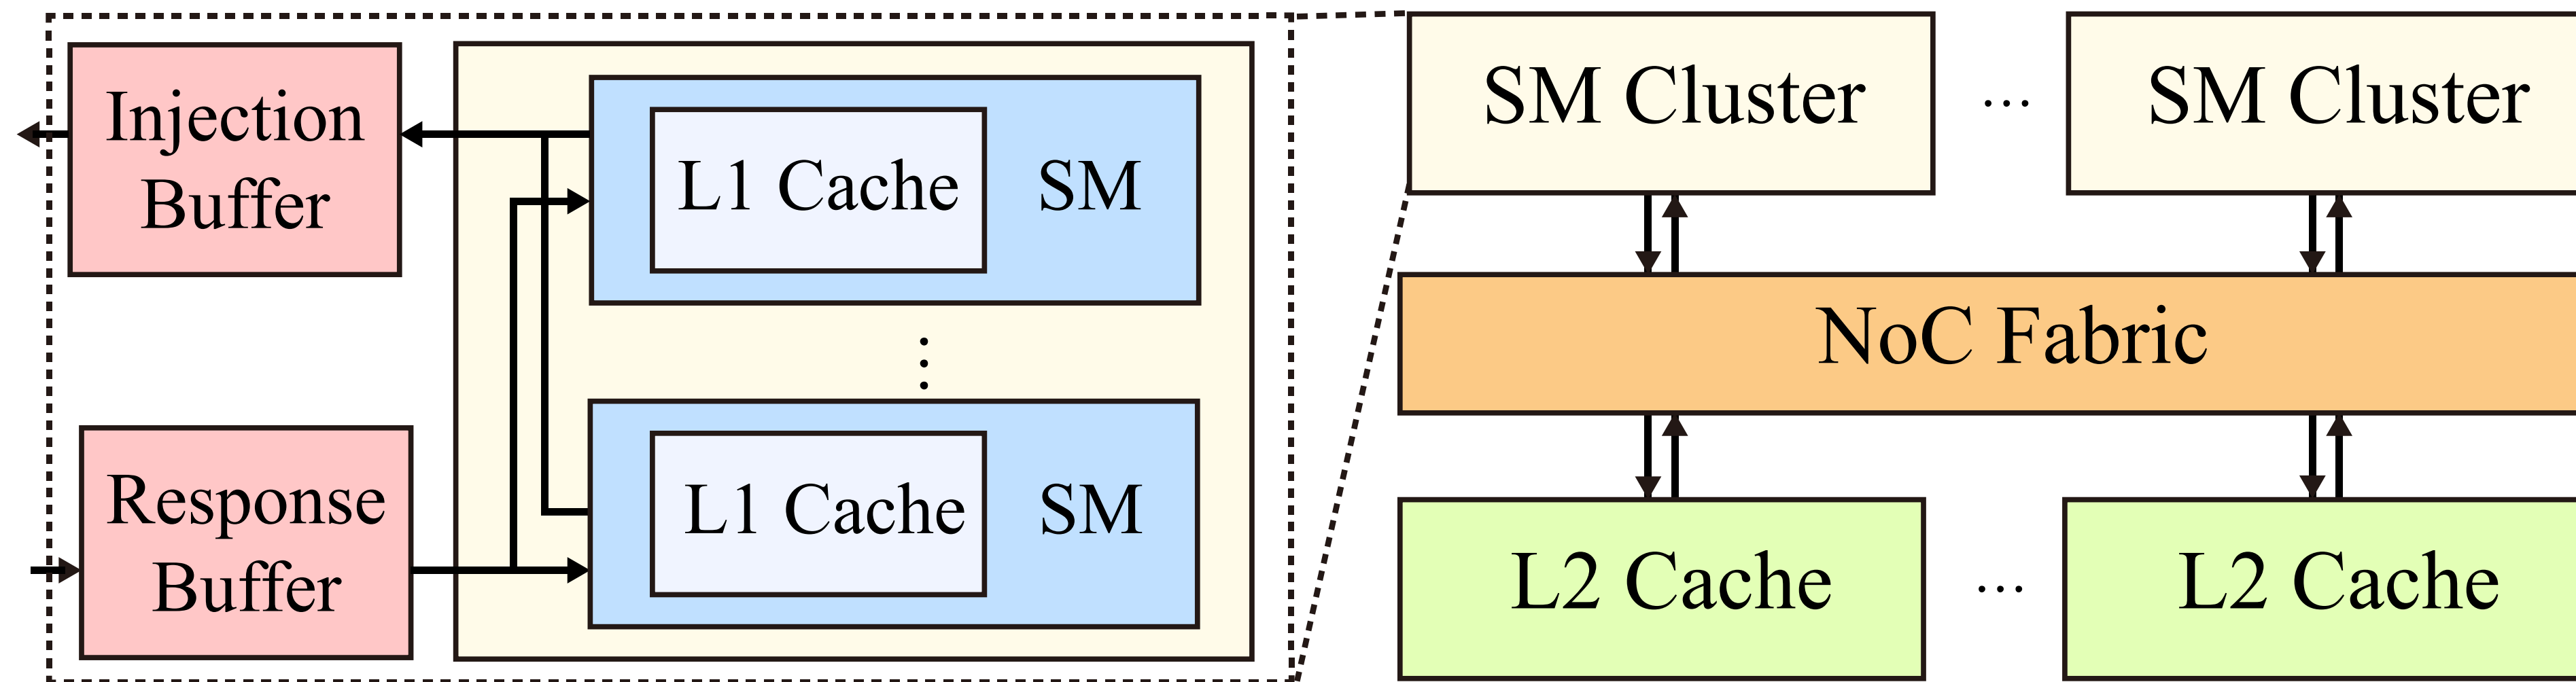 Injection
Buffer
L1 Cache
SM
L1 Cache
SM
Response
Buffer
SM Cluster
...
SM Cluster
NoC Fabric
L2 Cache
...
L2 Cache